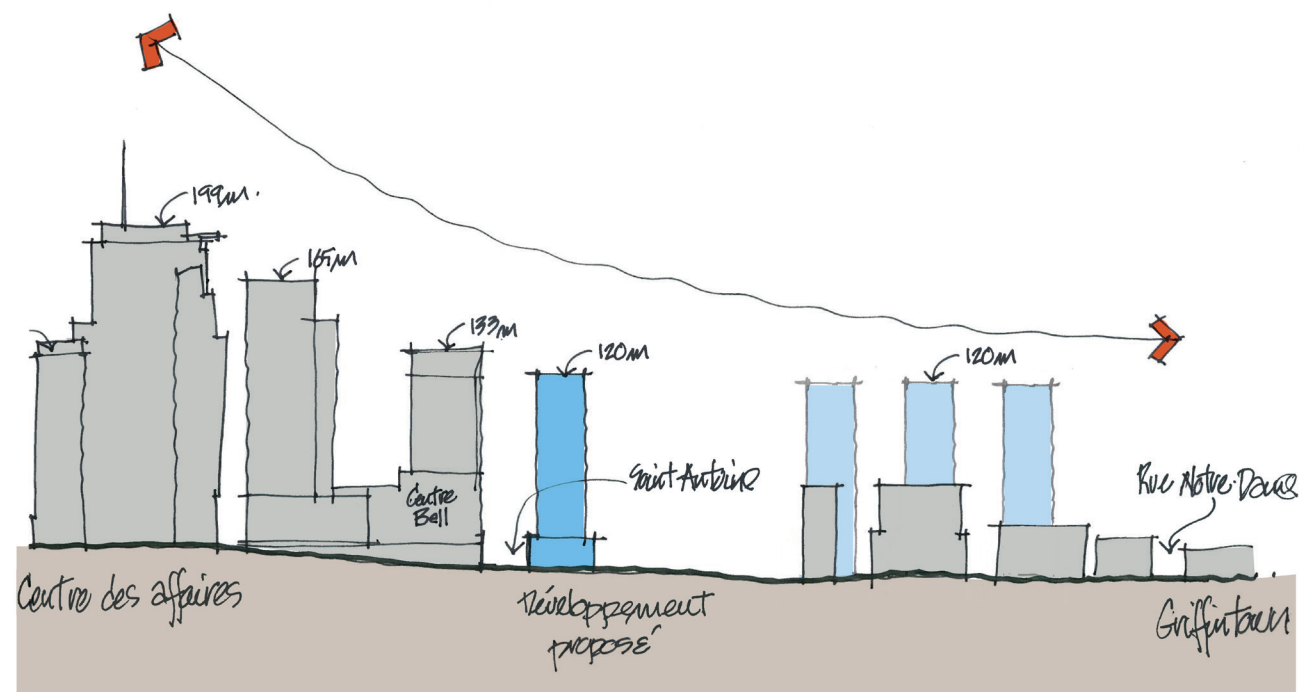 199m.
165m
133m
120m
120m
Saint Antoine
Rue Notre-Dame
Centre
Bell
Centre des affaires
Développement
proposé
Griffintown